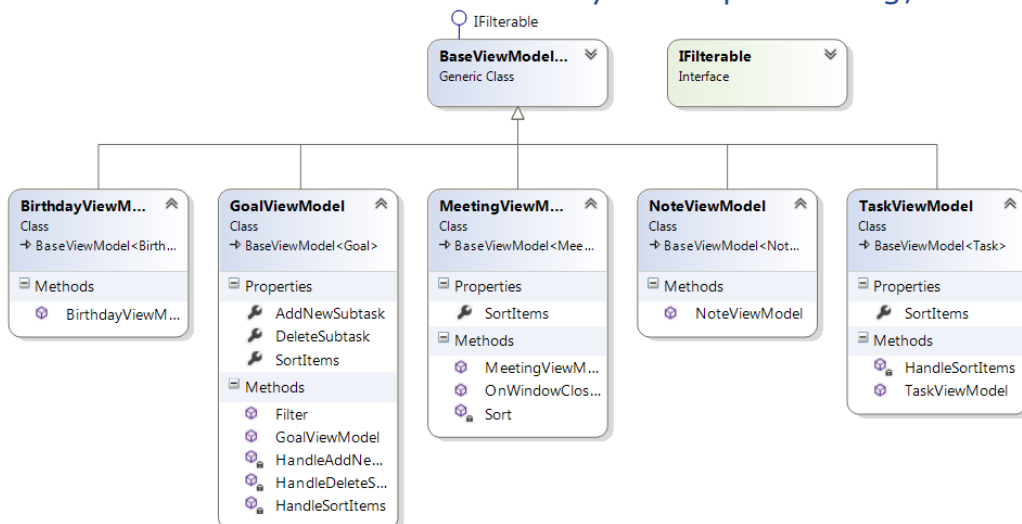 IFilterable
BaseViewModel...
Generic Class
IFilterable
Interface
BirthdayViewM...
Class
BaseViewModel<Birth...
Methods
BirthdayViewM...
GoalViewModel
Class
BaseViewModel<Goal>
Properties
AddNewSubtask
DeleteSubtask
SortItems
Methods
Filter
GoalViewModel
HandleAddNe...
HandleDeleteS...
HandleSortItems
MeetingViewM...
Class
BaseViewModel<Mee...
Properties
SortItems
Methods
MeetingViewM...
OnWindowClos...
Sort
NoteViewModel
Class
BaseViewModel<Not...
Methods
NoteViewModel
TaskViewModel
Class
BaseViewModel<Task>
Properties
SortItems
Methods
HandleSortItems
TaskViewModel